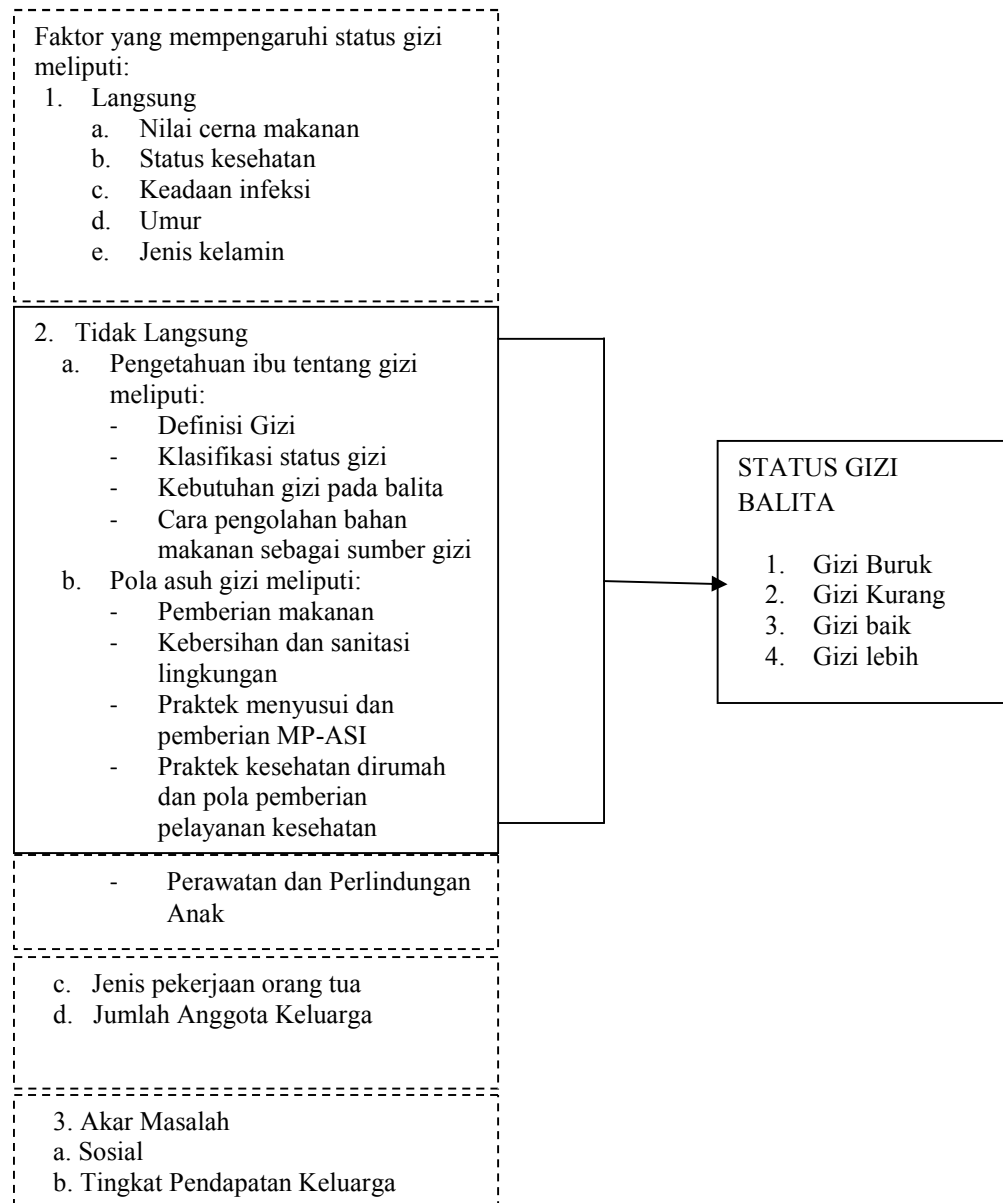 Faktor yang mempengaruhi status gizi
meliputi:
1. Langsung
a. Nilai cerna makanan
b. Status kesehatan
c. Keadaan infeksi
d. Umur
e. Jenis kelamin
2. Tidak Langsung
a. Pengetahuan ibu tentang gizi
meliputi:
- Definisi Gizi
- Klasifikasi status gizi
- Kebutuhan gizi pada balita
- Cara pengolahan bahan
makanan sebagai sumber gizi
b. Pola asuh gizi meliputi:
- Pemberian makanan
- Kebersihan dan sanitasi
lingkungan
- Praktek menyusui dan
pemberian MP-ASI
- Praktek kesehatan dirumah
dan pola pemberian
pelayanan kesehatan
- Perawatan dan Perlindungan
Anak
c. Jenis pekerjaan orang tua
d. Jumlah Anggota Keluarga
3. Akar Masalah
a. Sosial
b. Tingkat Pendapatan Keluarga
STATUS GIZI
BALITA
1. Gizi Buruk
2. Gizi Kurang
3. Gizi baik
4. Gizi lebih